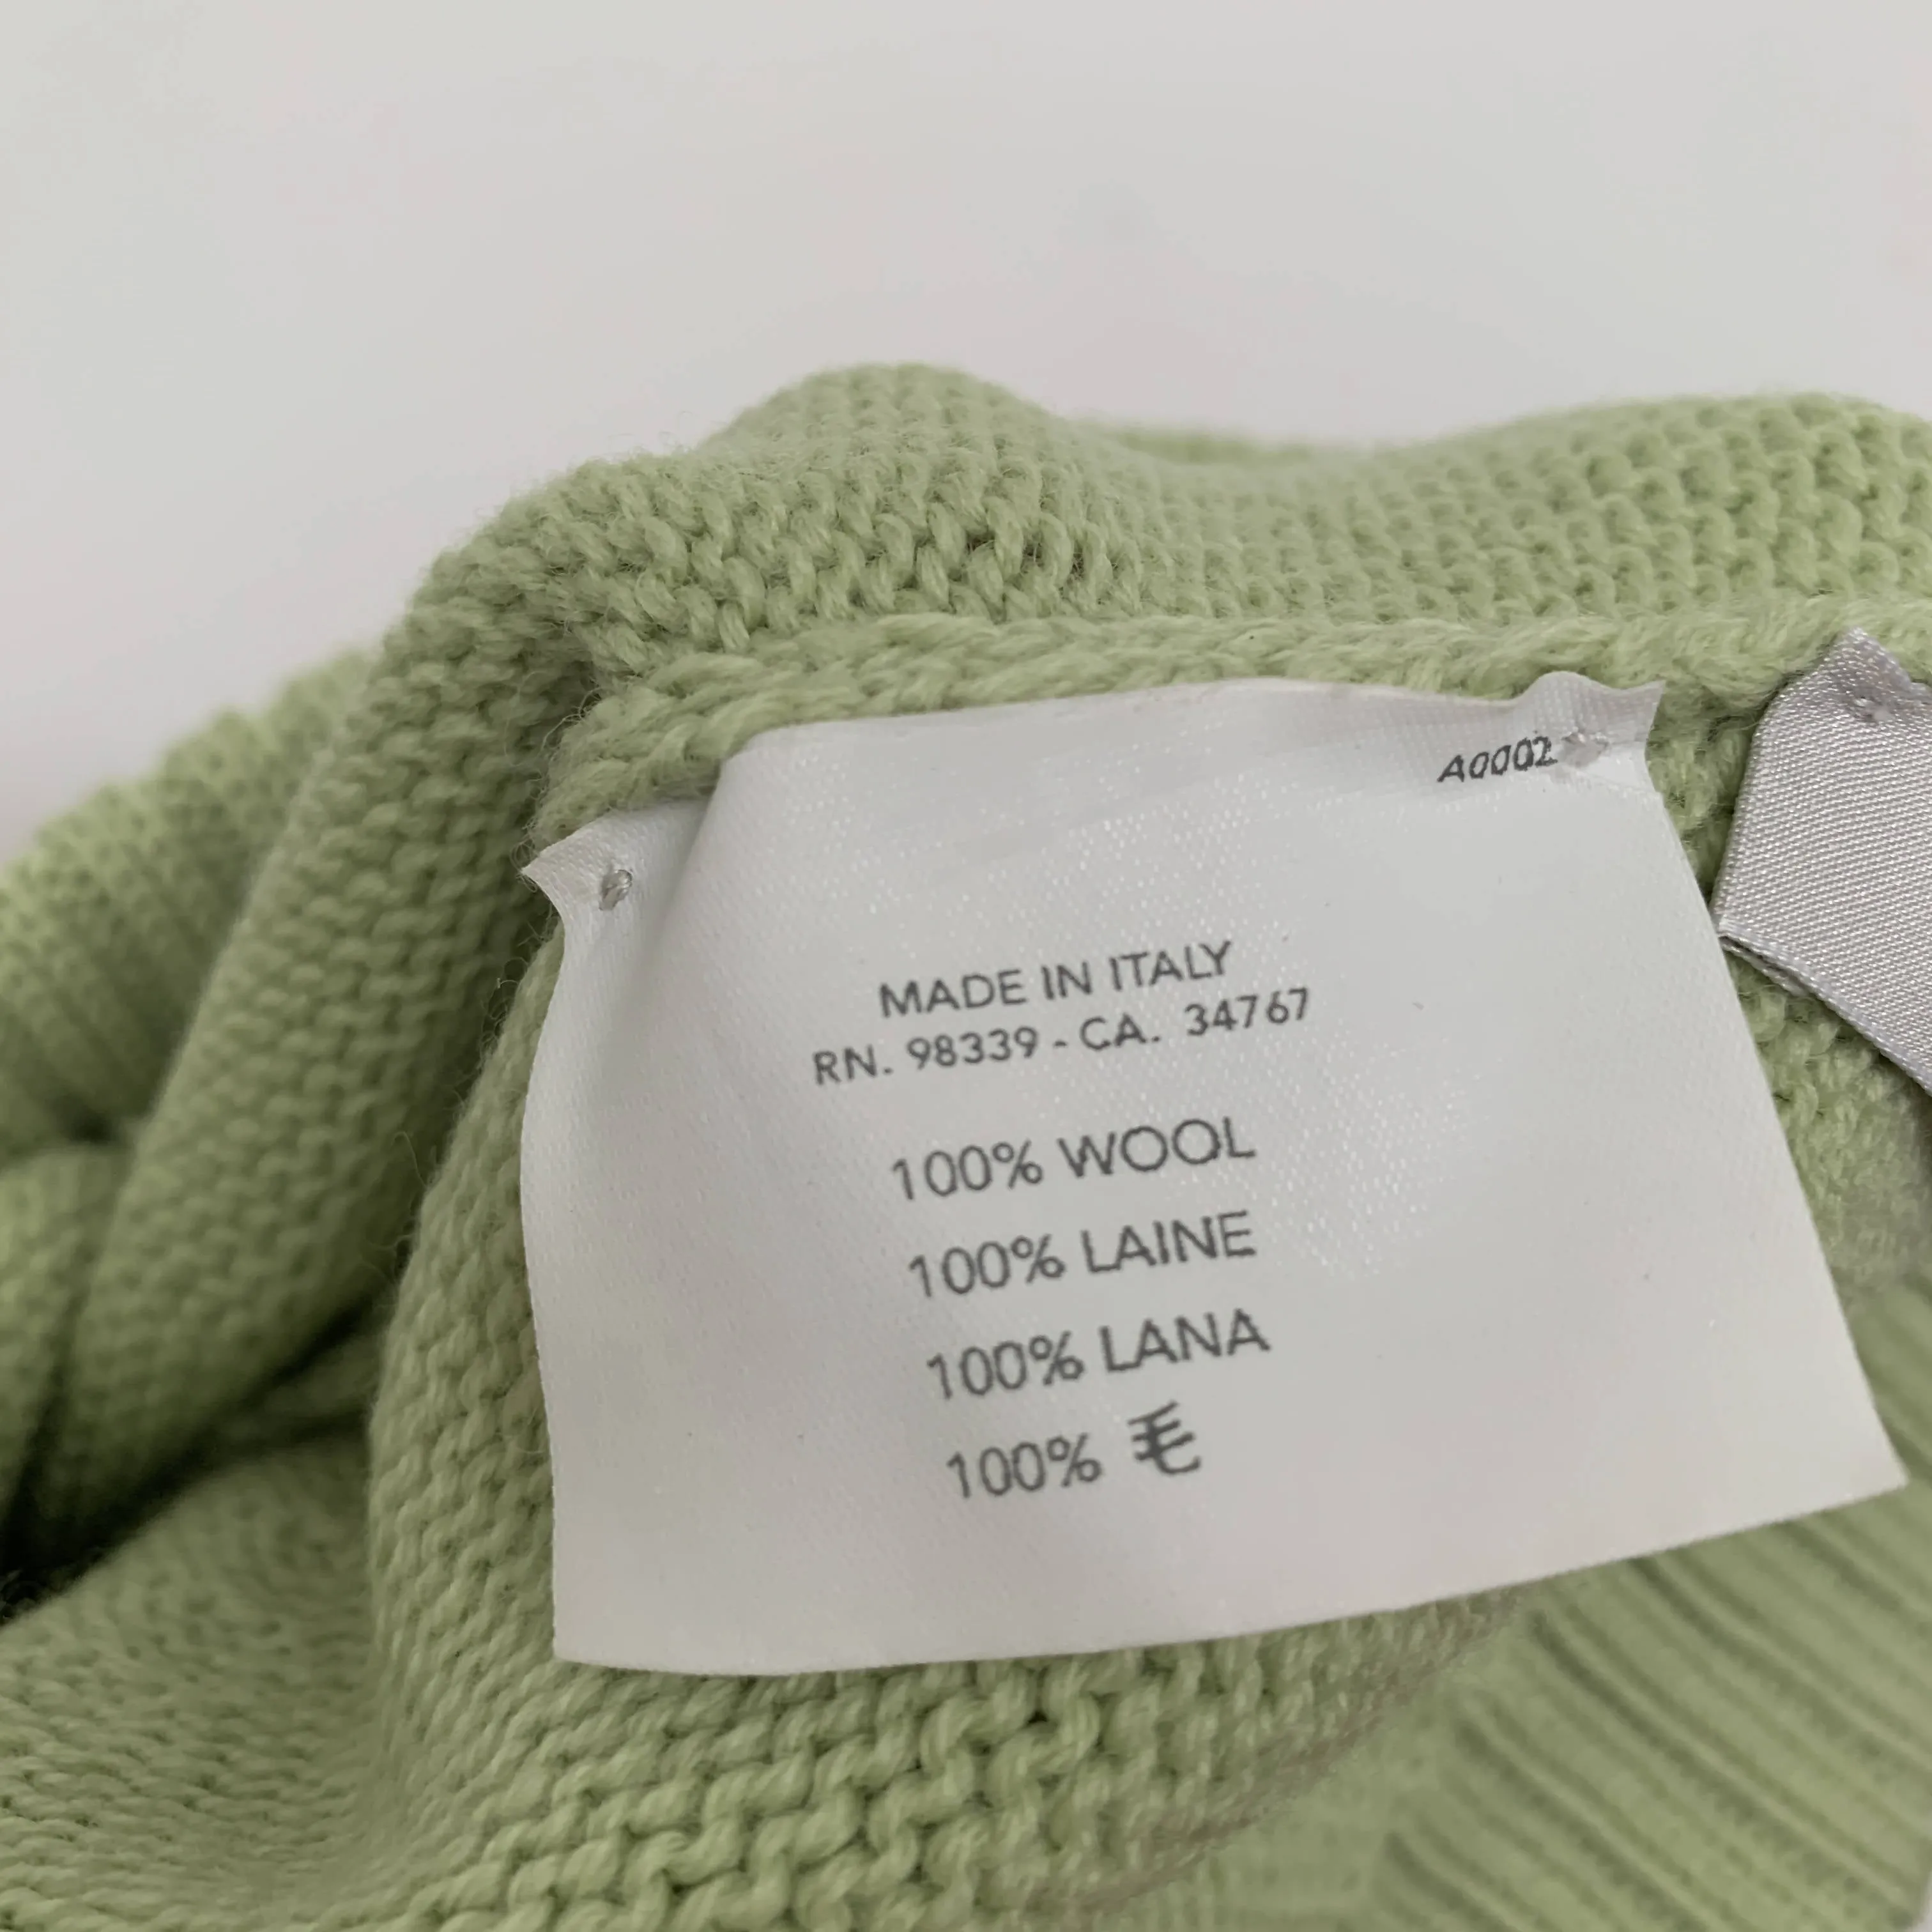 A0002
MADE IN ITALY
RN. 98339 - CA. 34767
100% WOOL
100% LAINE
100% LANA
100% 毛